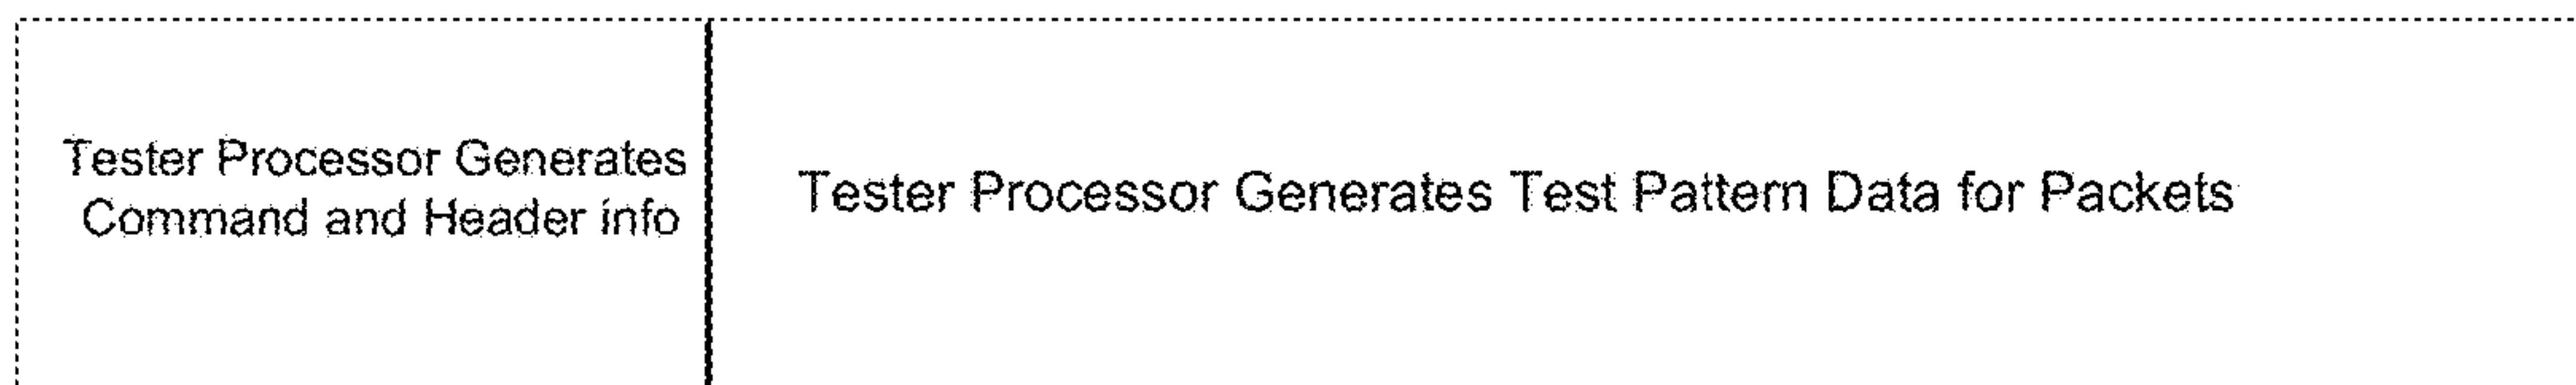 Tester Processor Generates
Command and Header info
Tester Processor Generates Test Pattern Data for Packets